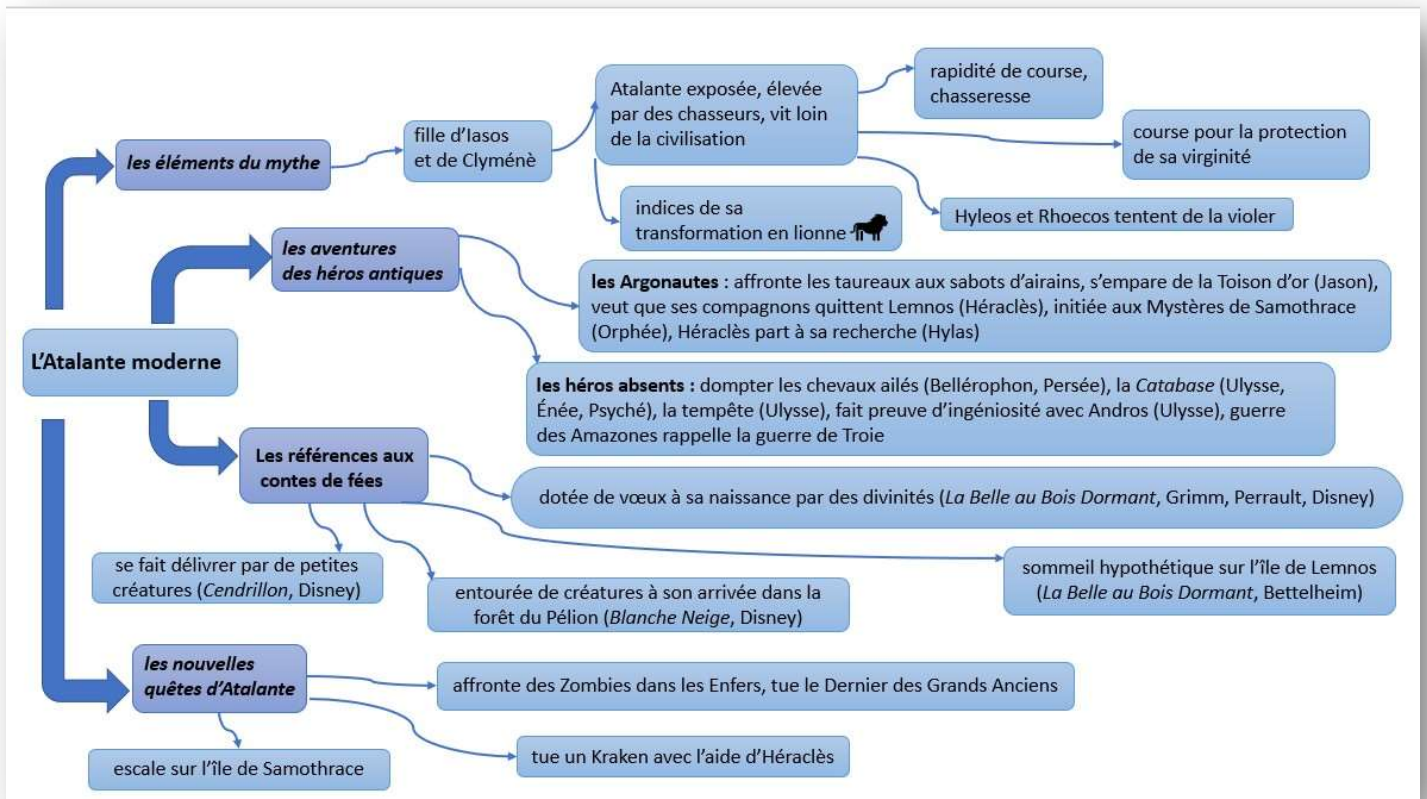 L'Atalante moderne
les éléments du mythe
fille d'Iasos
et de Clyménè
Atalante exposée, élevée
par des chasseurs, vit loin
de la civilisation
rapidité de course,
chasseresse
course pour la protection
de sa virginité
Hyleos et Rhoecos tentent de la violer
indices de sa
transformation en lionne
les aventures
des héros antiques
les Argonautes : affronte les taureaux aux sabots d'airains, s'empare de la Toison d'or (Jason),
veut que ses compagnons quittent Lemnos (Héraclès), initiée aux Mystères de Samothrace
(Orphée), Héraclès part à sa recherche (Hylas)
les héros absents : dompter les chevaux ailés (Bellérophon, Persée), la Catabase (Ulysse,
Énée, Psyché), la tempête (Ulysse), fait preuve d'ingéniosité avec Andros (Ulysse), guerre
des Amazones rappelle la guerre de Troie
Les références aux
contes de fées
dotée de vœux à sa naissance par des divinités (La Belle au Bois Dormant, Grimm, Perrault, Disney)
se fait délivrer par de petites
créatures (Cendrillon, Disney)
entourée de créatures à son arrivée dans la
forêt du Pélion (Blanche Neige, Disney)
sommeil hypothétique sur l'île de Lemnos
(La Belle au Bois Dormant, Bettelheim)
les nouvelles
quêtes d'Atalante
affronte des Zombies dans les Enfers, tue le Dernier des Grands Anciens
tue un Kraken avec l'aide d'Héraclès
escale sur l'île de Samothrace